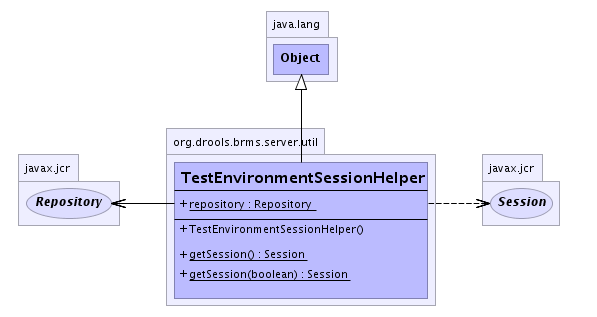 java.lang
Object
org.drools.brms.server.util
javax.jcr
Repository
TestEnvironmentSessionHelper
+ repository : Repository
+ TestEnvironmentSessionHelper()
+ getSession() : Session
+ getSession(boolean) : Session
javax.jcr
Session